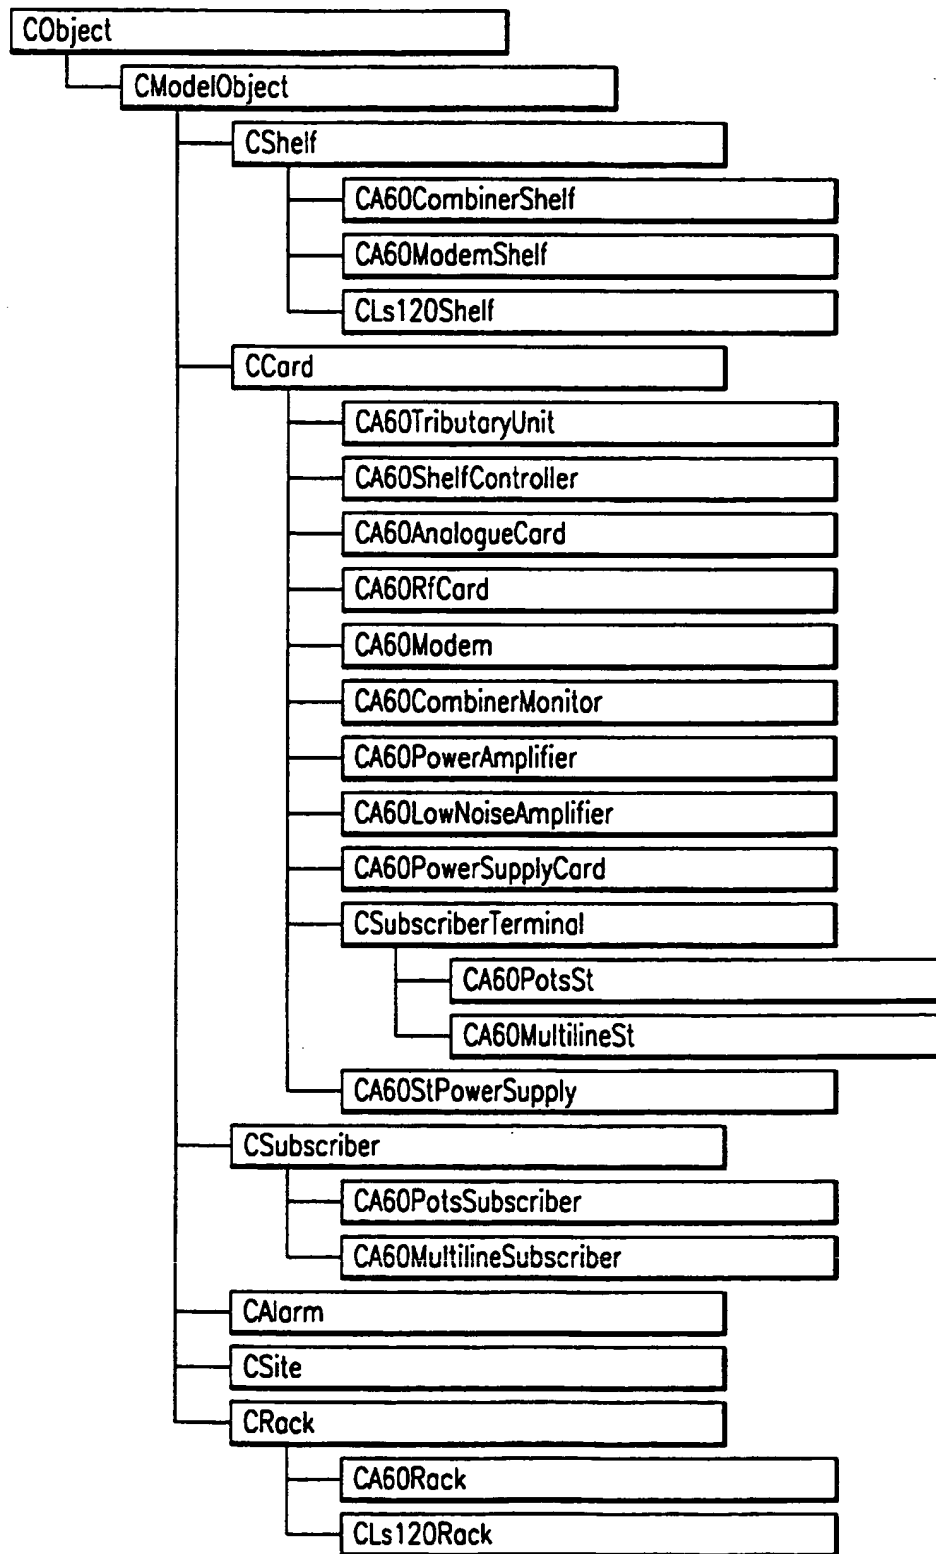 CObject
CModelObject
CShelf
CA60CombinerShelf
CA60ModemShelf
CLs120Shelf
CCard
CA60TributaryUnit
CA60ShelfController
CA60AnalogueCard
CA60RfCard
CA60Modem
CA60CombinerMonitor
CA60PowerAmplifier
CA60LowNoiseAmplifier
CA60PowerSupplyCard
CSubscriberTerminal
CA60PotsSt
CA60MultilineSt
CA60StPowerSupply
CSubscriber
CA60PotsSubscriber
CA60MultilineSubscriber
CAlarm
CSite
CRack
CA60Rack
CLs120Rack